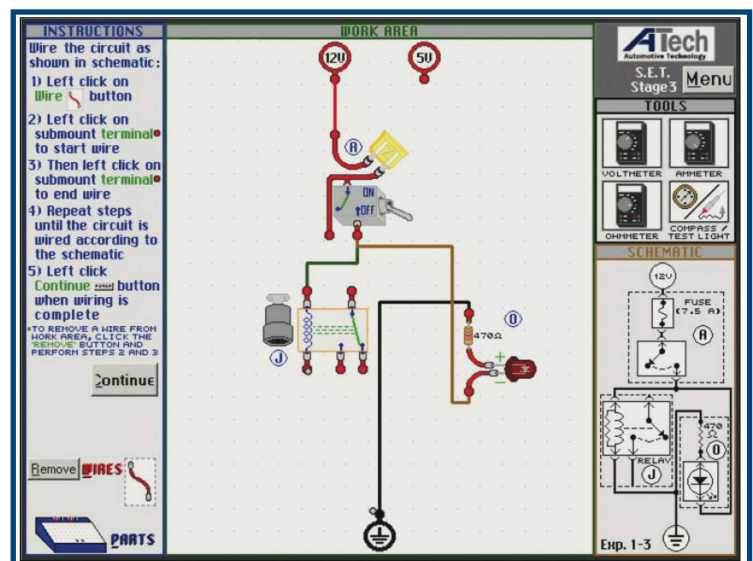 INSTRUCTIONS
Wire the circuit as
shown in schematic:
1) Left click on
Wire button
2) Left click on
submount terminal
to start wire
3) Then left click on
submount terminal
to end wire
4) Repeat steps
until the circuit is
wired according to
the schematic
5) Left click
Continue button
when wiring is
complete
*TO REMOVE A WIRE FROM
WORK AREA, CLICK THE
'REMOVE' BUTTON AND
PERFORM STEPS 2 AND 3
Continue
Remove WIRES
PARTS
WORK AREA
12V
5V
A
ON
OFF
J
470Ω
O
+
−
ATech
Automotive Technology
S.E.T.
Stage3
Menu
TOOLS
VOLTMETER
AMMETER
OHMMETER
COMPASS /
TEST LIGHT
SCHEMATIC
12V
FUSE
(7.5 A)
A
470
Ω
O
RELAY
J
Exp. 1-3